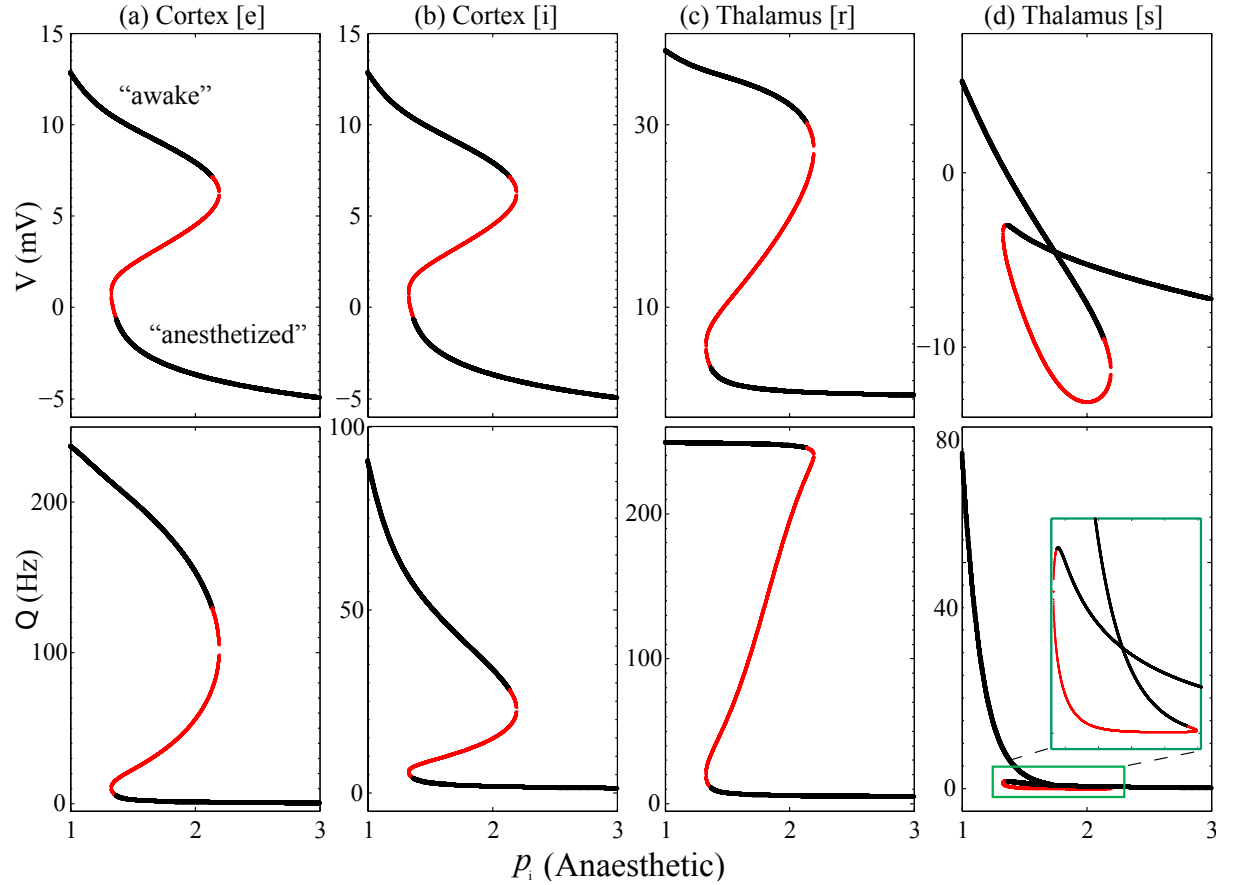 (a) Cortex [e] (b) Cortex [i] (c) Thalamus [r] (d) Thalamus [s]
15 15
10 10 30 0
“awake”
5 5
V (mV)
0 0 10
“anesthetized” −10
−5 −5
100 80
200 200
Q (Hz)
50 40
100 100
0 0 0 0
1 2 3 1 2 3 1 2 3 1 2 3
pᵢ (Anaesthetic)